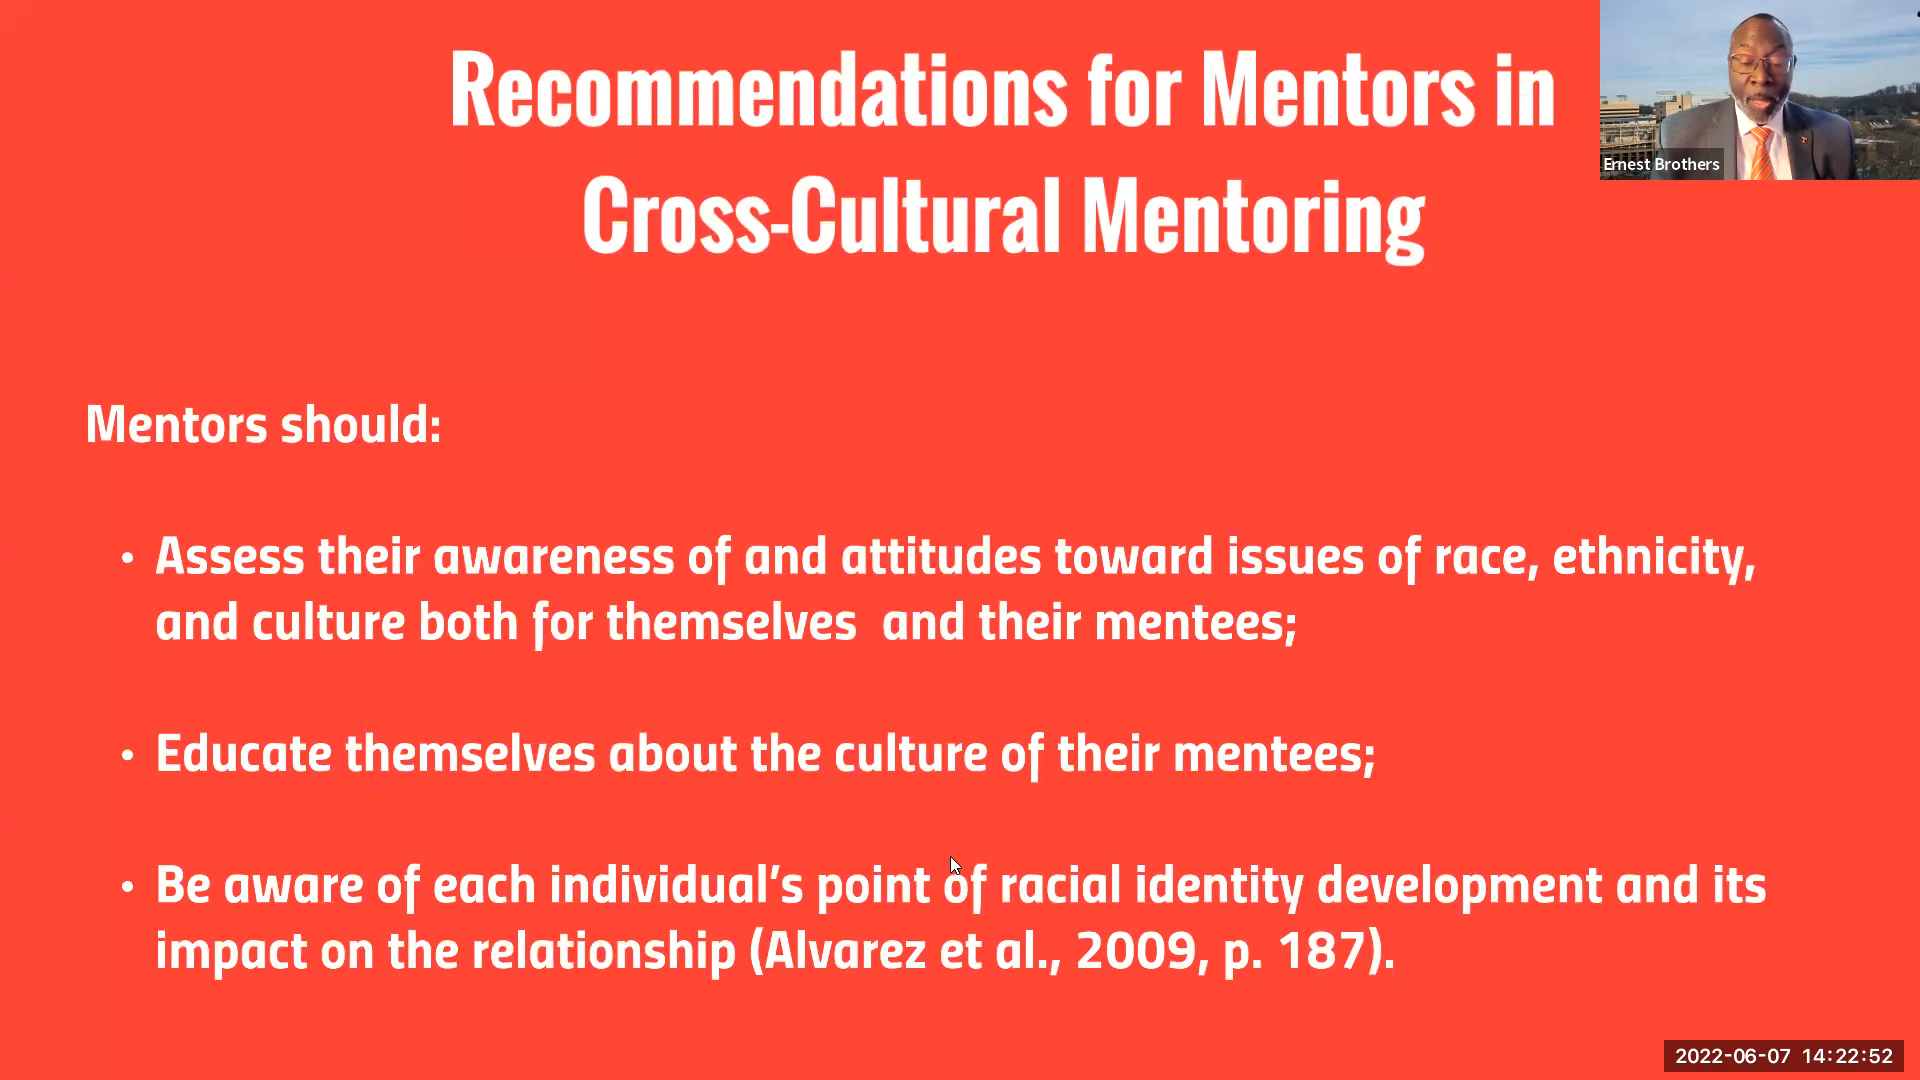 Recommendations for Mentors in
Cross-Cultural Mentoring
Ernest Brothers
Mentors should:
• Assess their awareness of and attitudes toward issues of race, ethnicity,
and culture both for themselves  and their mentees;
• Educate themselves about the culture of their mentees;
• Be aware of each individual's point of racial identity development and its
impact on the relationship (Alvarez et al., 2009, p. 187).
2022-06-07 14:22:52